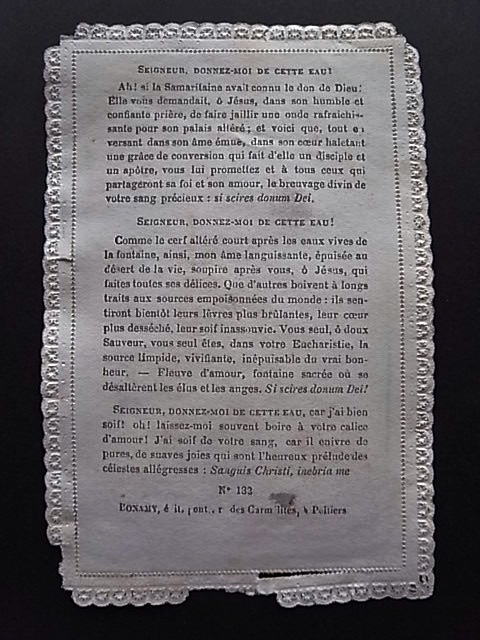 SEIGNEUR, DONNEZ-MOI DE CETTE EAU!
Ah! si la Samaritaine avait connu le don de Dieu!
Elle vous demandait, ô Jésus, dans son humble et
confiante prière, de faire jaillir une onde rafraichis-
sante pour son palais altéré; et voici que, tout en
versant dans son âme émue, dans son cœur haletant
une grâce de conversion qui fait d'elle un disciple et
un apôtre, vous lui promettez et à tous ceux qui
partageront sa foi et son amour, le breuvage divin de
votre sang précieux : si scires donum Dei.
SEIGNEUR, DONNEZ-MOI DE CETTE EAU!
Comme le cerf altéré court après les eaux vives de
la fontaine, ainsi, mon âme languissante, épuisée au
désert de la vie, soupire après vous, ô Jésus, qui
faites toutes ses délices. Que d'autres boivent à longs
traits aux sources empoisonnées du monde : ils sen-
tiront bientôt leurs lèvres plus brûlantes, leur cœur
plus desséché, leur soif inassouvie. Vous seul, ô doux
Sauveur, vous seul êtes, dans votre Eucharistie, la
source limpide, vivifiante, inépuisable du vrai bon-
heur. — Fleuve d'amour, fontaine sacrée où se
désaltèrent les élus et les anges. Si scires donum Dei!
SEIGNEUR, DONNEZ-MOI DE CETTE EAU, car j'ai bien
soif! oh! laissez-moi souvent boire à votre calice
d'amour! J'ai soif de votre sang, car il enivre de
pures, de suaves joies qui sont l'heureux prélude des
célestes allégresses : Sanguis Christi, inebria me
N° 132
BONAMY, édit. pont., r des Carmélites, à Poitiers